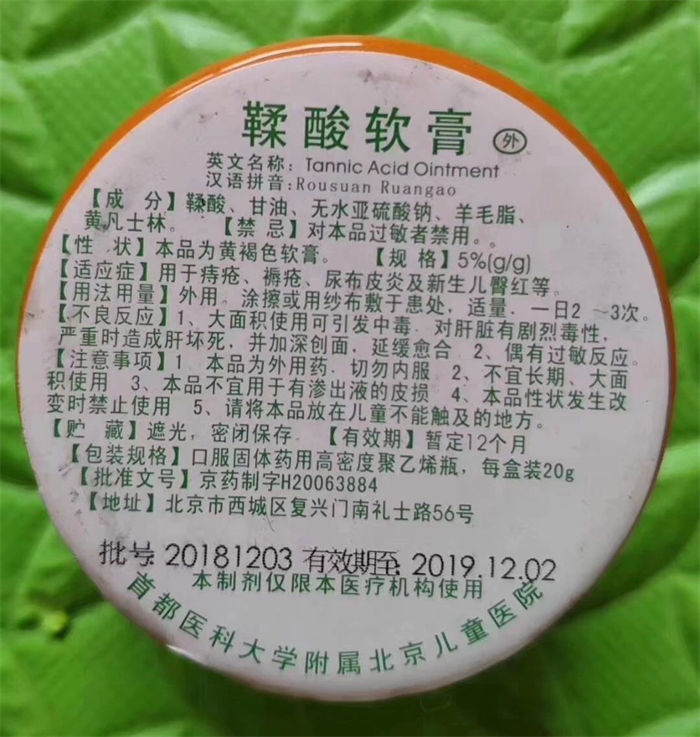 鞣酸软膏 外
英文名称：Tannic Acid Ointment
汉语拼音:Rousuan Ruangao
【成 分】鞣酸、甘油、无水亚硫酸钠、羊毛脂、
黄凡士林。 【禁 忌】对本品过敏者禁用。。
【性 状】本品为黄褐色软膏。 【规 格】5%(g/g)
【适应症】用于痔疮、褥疮、尿布皮炎及新生儿臀红等。
【用法用量】外用。涂擦或用纱布敷于患处，适量．一日2～3次。
【不良反应】1、大面积使用可引发中毒．对肝脏有剧烈毒性，
严重时造成肝坏死，并加深创面，延缓愈合．2、偶有过敏反应。
【注意事项】1 本品为外用药．切勿内服 2、不宜长期、大面
积使用 3、本品不宜用于有渗出液的皮损 4、本品性状发生改
变时禁止使用 5、请将本品放在儿童不能触及的地方。
【贮 藏】遮光，密闭保存．【有效期】暂定12个月
【包装规格】口服固体药用高密度聚乙烯瓶，每盒装20g
【批准文号】京药制字H20063884
【地址】北京市西城区复兴门南礼士路56号
批号: 20181203 有效期至: 2019.12.02
本制剂仅限本医疗机构使用
首都医科大学附属北京儿童医院